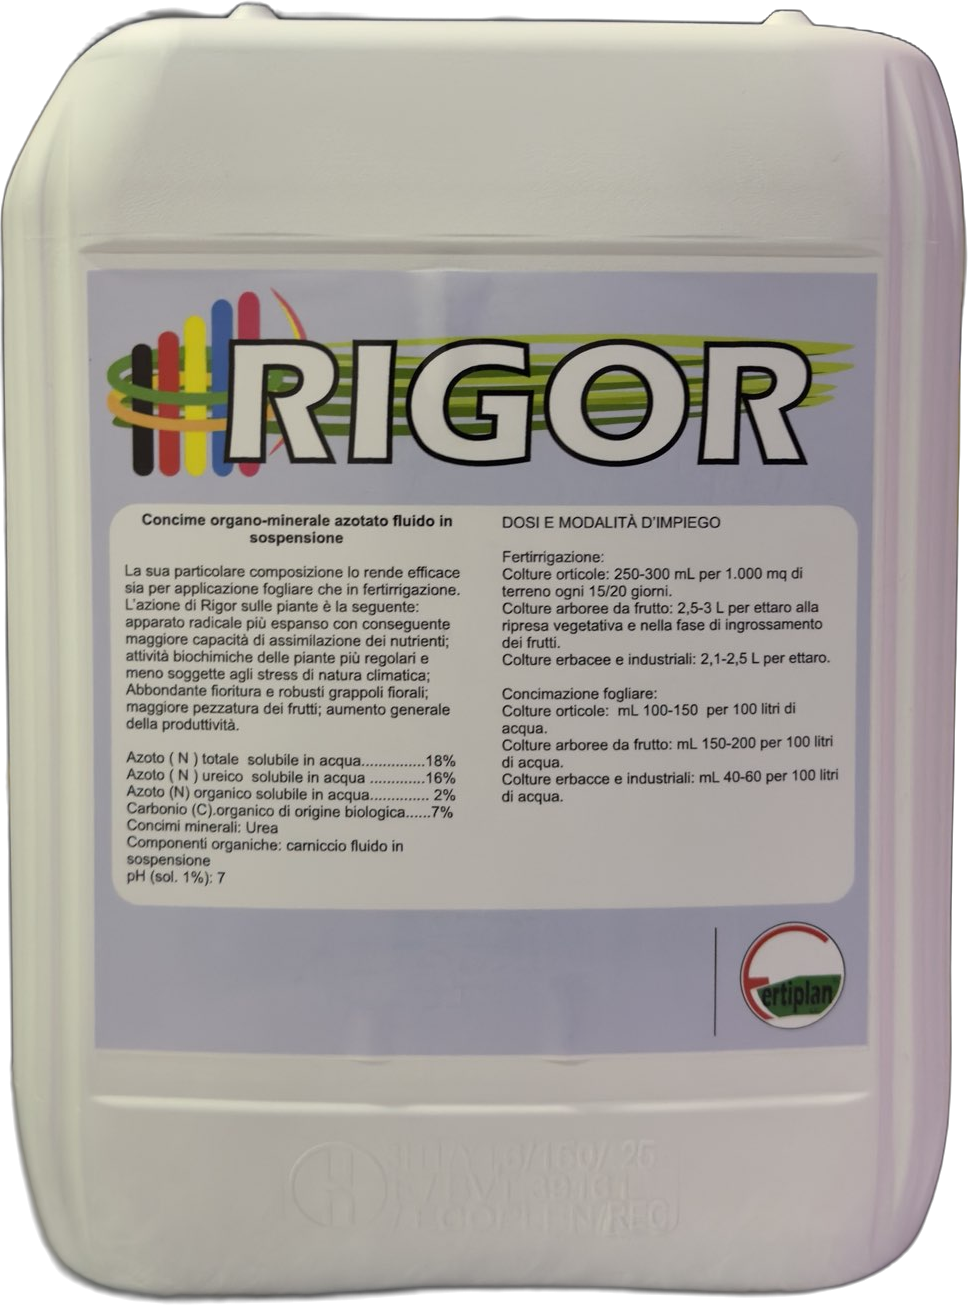 RIGOR
Concime organo-minerale azotato fluido in
sospensione
La sua particolare composizione lo rende efficace
sia per applicazione fogliare che in fertirrigazione.
L'azione di Rigor sulle piante è la seguente:
apparato radicale più espanso con conseguente
maggiore capacità di assimilazione dei nutrienti;
attività biochimiche delle piante più regolari e
meno soggette agli stress di natura climatica;
Abbondante fioritura e robusti grappoli fiorali;
maggiore pezzatura dei frutti; aumento generale
della produttività.
Azoto ( N ) totale solubile in acqua...............18%
Azoto ( N ) ureico solubile in acqua .............16%
Azoto (N) organico solubile in acqua.............. 2%
Carbonio (C).organico di origine biologica......7%
Concimi minerali: Urea
Componenti organiche: carniccio fluido in
sospensione
pH (sol. 1%): 7
DOSI E MODALITÀ D'IMPIEGO
Fertirrigazione:
Colture orticole: 250-300 mL per 1.000 mq di
terreno ogni 15/20 giorni.
Colture arboree da frutto: 2,5-3 L per ettaro alla
ripresa vegetativa e nella fase di ingrossamento
dei frutti.
Colture erbacee e industriali: 2,1-2,5 L per ettaro.
Concimazione fogliare:
Colture orticole: mL 100-150 per 100 litri di
acqua.
Colture arboree da frutto: mL 150-200 per 100 litri
di acqua.
Colture erbacce e industriali: mL 40-60 per 100 litri
di acqua.
Fertiplan